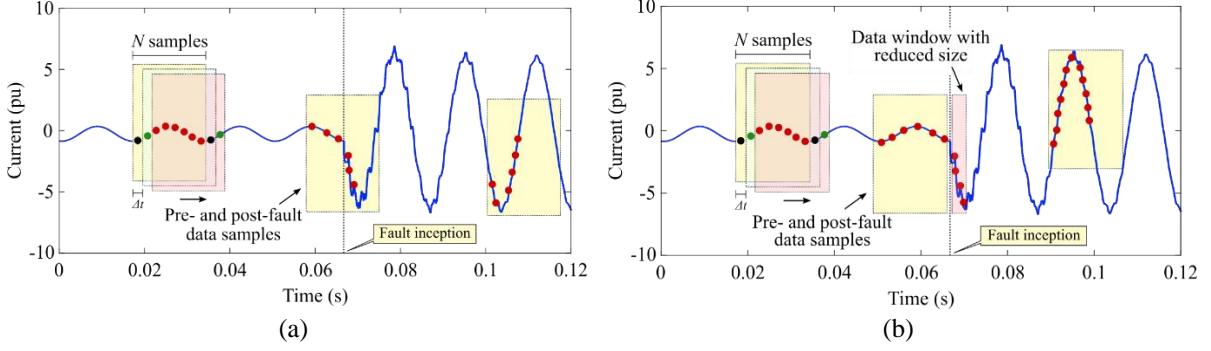 10
5
0
-5
-10
Current (pu)
N samples
Δt
Pre- and post-fault
data samples
Fault inception
0
0.02
0.04
0.06
0.08
0.1
0.12
Time (s)
(a)
10
5
0
-5
-10
Current (pu)
N samples
Δt
Data window with
reduced size
Pre- and post-fault
data samples
Fault inception
0
0.02
0.04
0.06
0.08
0.1
0.12
Time (s)
(b)